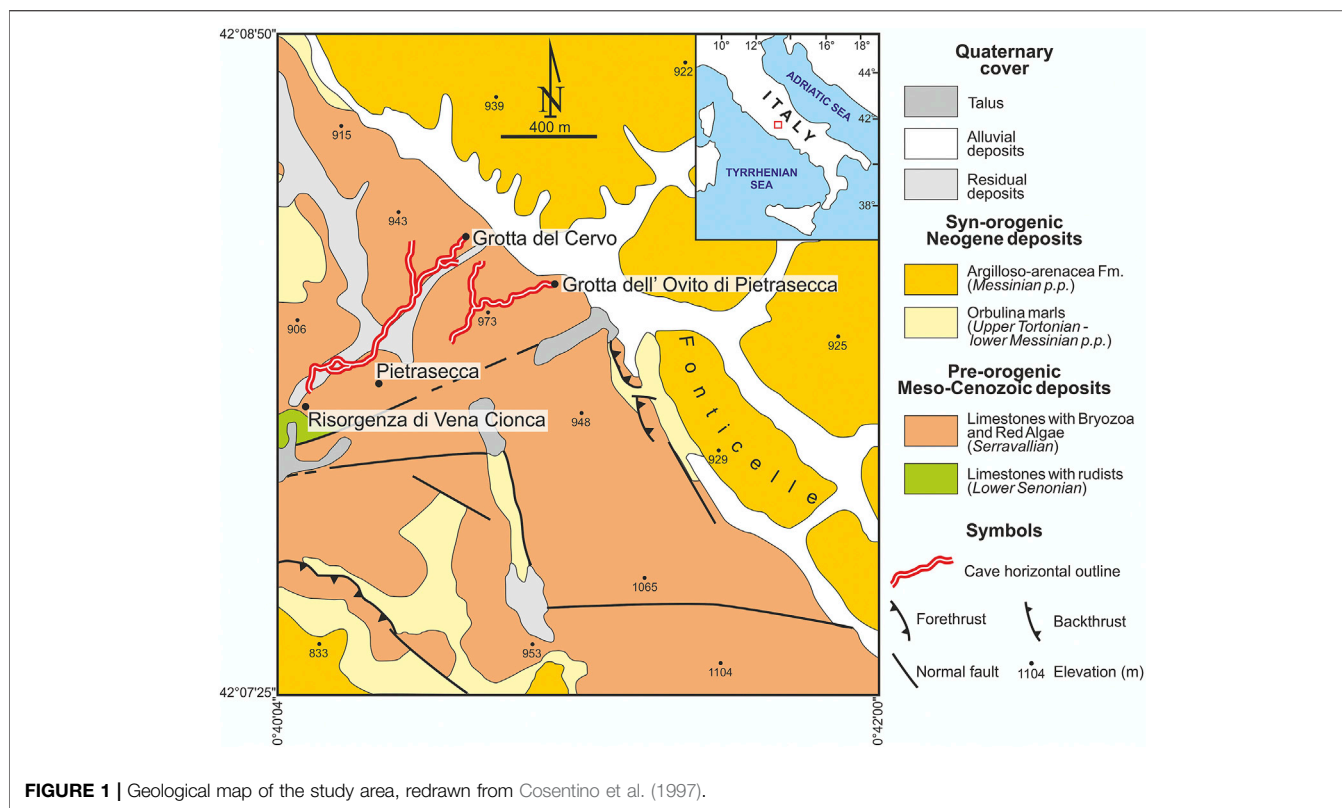 42°08'50"
922
939
N
400 m
915
943
Grotta del Cervo
Grotta dell' Ovito di Pietrasecca
973
906
925
Pietrasecca
Fonticelle
Risorgenza di Vena Cionca
948
929
1065
833
953
1104
42°07'25"
0°40'04"
0°42'00"
10° 12° 16° 18°
44°
42°
38°
ADRIATIC SEA
ITALY
TYRRHENIAN
SEA
Quaternary
cover
Talus
Alluvial
deposits
Residual
deposits
Syn-orogenic
Neogene deposits
Argilloso-arenacea Fm.
(Messinian p.p.)
Orbulina marls
(Upper Tortonian -
lower Messinian p.p.)
Pre-orogenic
Meso-Cenozoic deposits
Limestones with Bryozoa
and Red Algae
(Serravallian)
Limestones with rudists
(Lower Senonian)
Symbols
Cave horizontal outline
Forethrust
Backthrust
Normal fault
1104 Elevation (m)
FIGURE 1 | Geological map of the study area, redrawn from Cosentino et al. (1997).